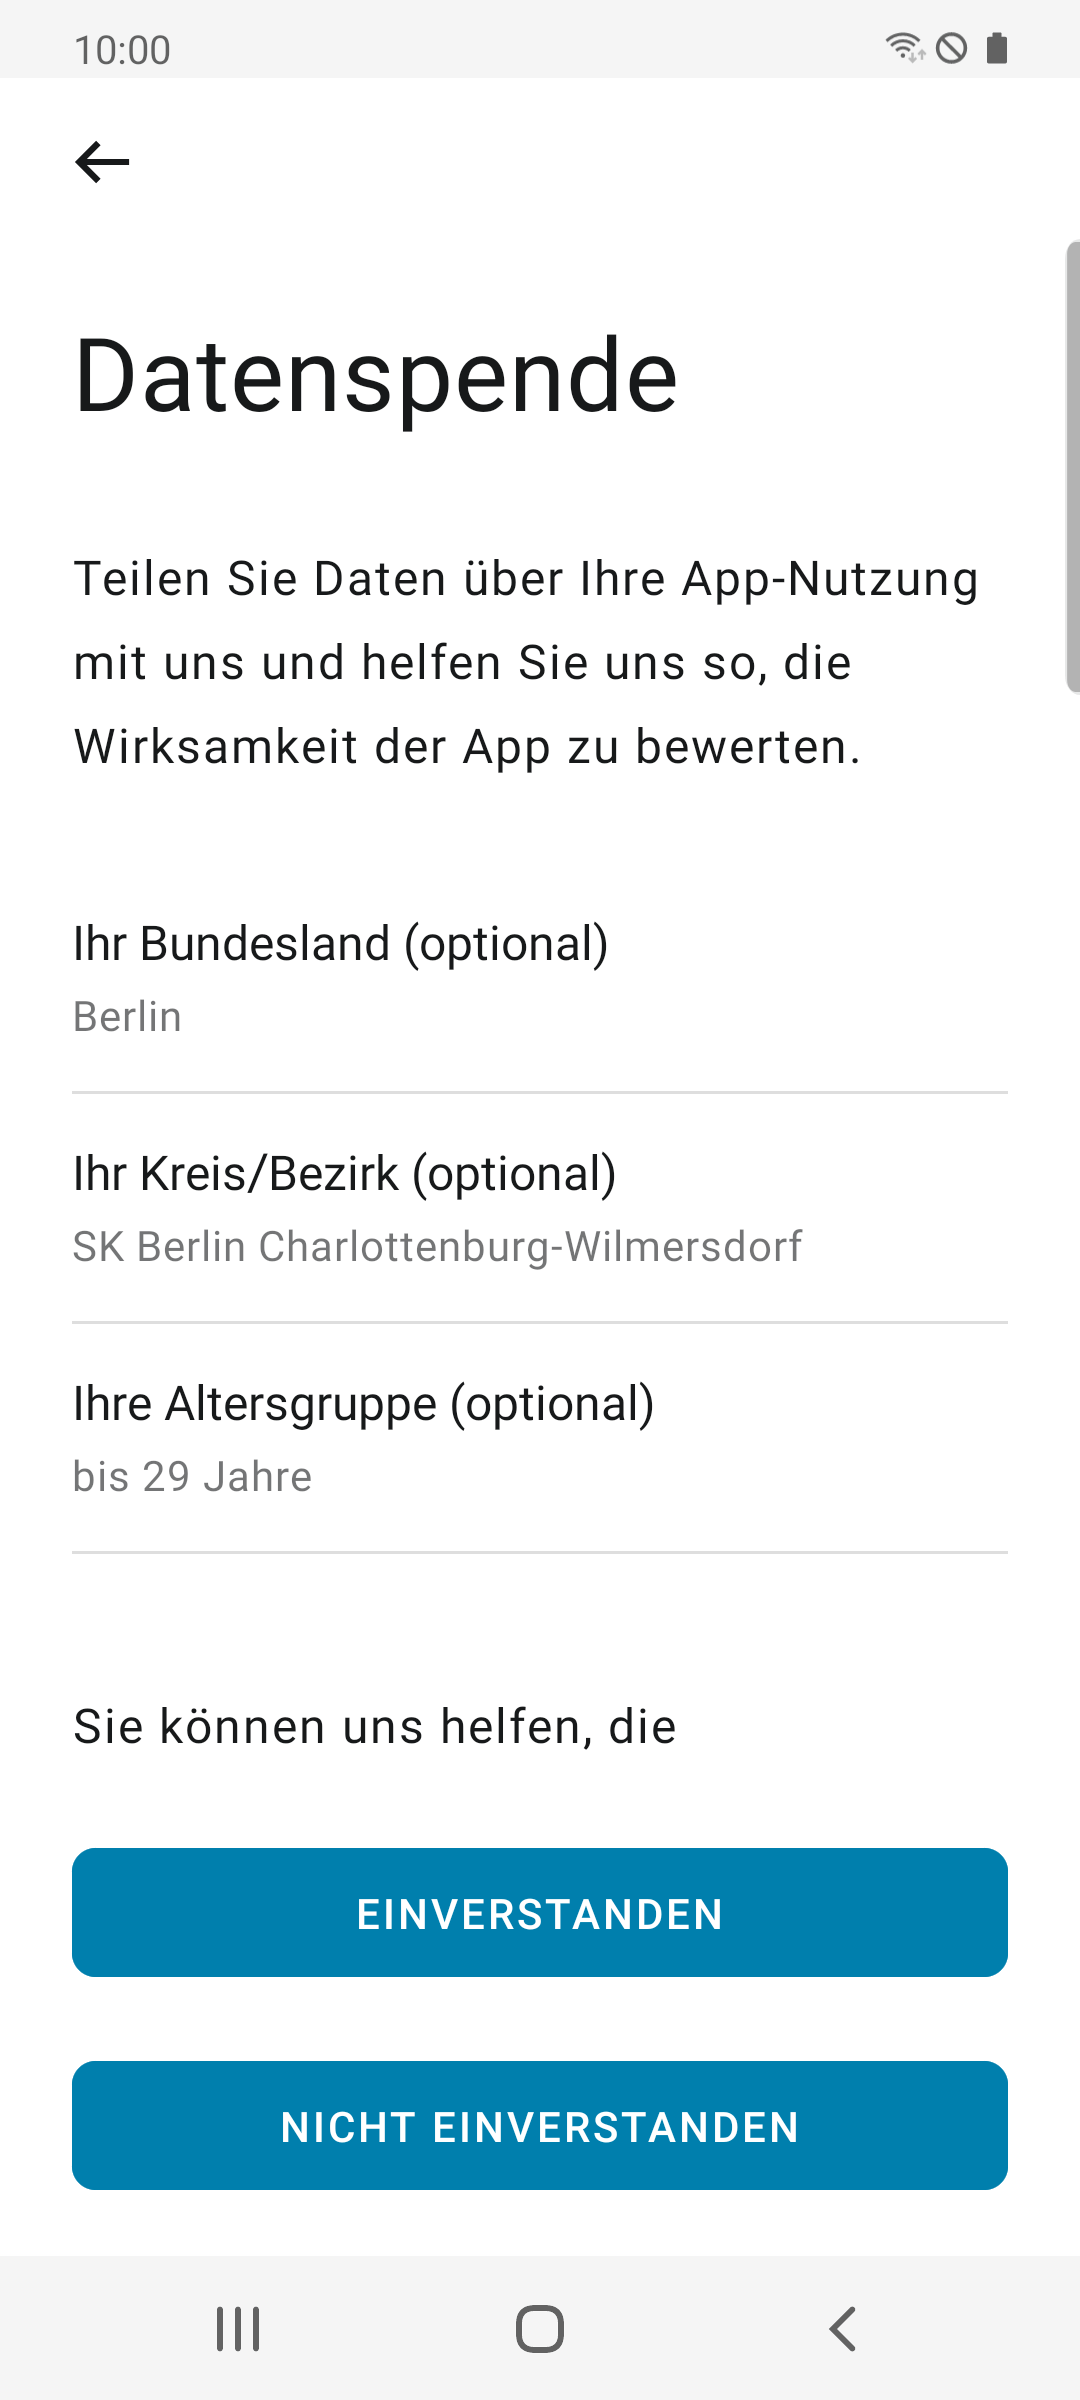 10:00
Datenspende
Teilen Sie Daten über Ihre App-Nutzung
mit uns und helfen Sie uns so, die
Wirksamkeit der App zu bewerten.
Ihr Bundesland (optional)
Berlin
Ihr Kreis/Bezirk (optional)
SK Berlin Charlottenburg-Wilmersdorf
Ihre Altersgruppe (optional)
bis 29 Jahre
Sie können uns helfen, die
EINVERSTANDEN
NICHT EINVERSTANDEN